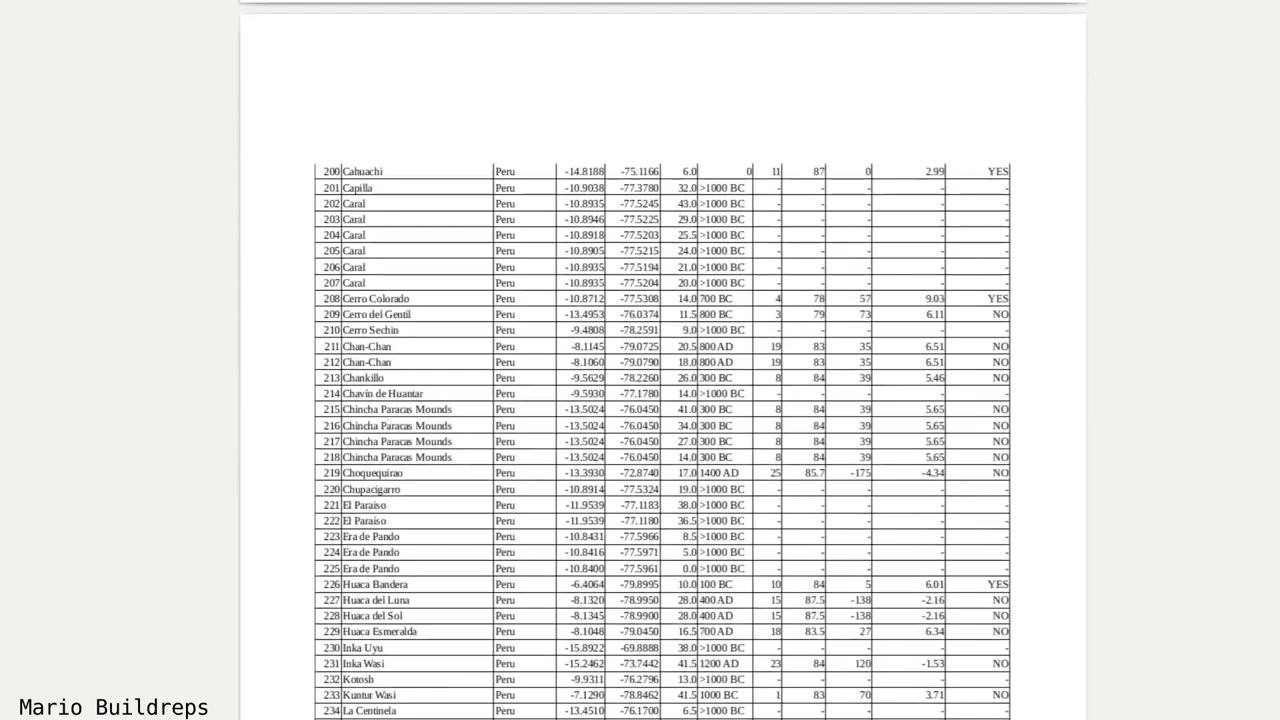 200 Cahuachi Peru -14.8188 -75.1166 6.0 0 11 87 0 2.99 YES
201 Capilla Peru -10.9038 -77.3780 32.0 >1000 BC - - - - -
202 Caral Peru -10.8935 -77.5245 43.0 >1000 BC - - - - -
203 Caral Peru -10.8946 -77.5225 29.0 >1000 BC - - - - -
204 Caral Peru -10.8918 -77.5203 25.5 >1000 BC - - - - -
205 Caral Peru -10.8905 -77.5215 24.0 >1000 BC - - - - -
206 Caral Peru -10.8935 -77.5194 21.0 >1000 BC - - - - -
207 Caral Peru -10.8935 -77.5204 20.0 >1000 BC - - - - -
208 Cerro Colorado Peru -10.8712 -77.5308 14.0 700 BC 4 78 57 9.03 YES
209 Cerro del Gentil Peru -13.4953 -76.0374 11.5 800 BC 3 79 73 6.11 NO
210 Cerro Sechin Peru -9.4808 -78.2591 9.0 >1000 BC - - - - -
211 Chan-Chan Peru -8.1145 -79.0725 20.5 800 AD 19 83 35 6.51 NO
212 Chan-Chan Peru -8.1060 -79.0790 18.0 800 AD 19 83 35 6.51 NO
213 Chankillo Peru -9.5629 -78.2260 26.0 300 BC 8 84 39 5.46 NO
214 Chavin de Huantar Peru -9.5930 -77.1780 14.0 >1000 BC - - - - -
215 Chincha Paracas Mounds Peru -13.5024 -76.0450 41.0 300 BC 8 84 39 5.65 NO
216 Chincha Paracas Mounds Peru -13.5024 -76.0450 34.0 300 BC 8 84 39 5.65 NO
217 Chincha Paracas Mounds Peru -13.5024 -76.0450 27.0 300 BC 8 84 39 5.65 NO
218 Chincha Paracas Mounds Peru -13.5024 -76.0450 14.0 300 BC 8 84 39 5.65 NO
219 Choquequirao Peru -13.3930 -72.8740 17.0 1400 AD 25 85.7 -175 -4.34 NO
220 Chupacigarro Peru -10.8914 -77.5324 19.0 >1000 BC - - - - -
221 El Paraiso Peru -11.9539 -77.1183 38.0 >1000 BC - - - - -
222 El Paraíso Peru -11.9539 -77.1180 36.5 >1000 BC - - - - -
223 Era de Pando Peru -10.8431 -77.5966 8.5 >1000 BC - - - - -
224 Era de Pando Peru -10.8416 -77.5971 5.0 >1000 BC - - - - -
225 Era de Pando Peru -10.8400 -77.5961 0.0 >1000 BC - - - - -
226 Huaca Bandera Peru -6.4064 -79.8995 10.0 100 BC 10 84 5 6.01 YES
227 Huaca del Luna Peru -8.1320 -78.9950 28.0 400 AD 15 87.5 -138 -2.16 NO
228 Huaca del Sol Peru -8.1345 -78.9900 28.0 400 AD 15 87.5 -138 -2.16 NO
229 Huaca Esmeralda Peru -8.1048 -79.0450 16.5 700 AD 18 83.5 27 6.34 NO
230 Inka Uyu Peru -15.8922 -69.8888 38.0 >1000 BC - - - - -
231 Inka Wasi Peru -15.2462 -73.7442 41.5 1200 AD 23 84 120 -1.53 NO
232 Kotosh Peru -9.9311 -76.2796 13.0 >1000 BC - - - - -
233 Kuntur Wasi Peru -7.1290 -78.8462 41.5 1000 BC 1 83 70 3.71 NO
234 La Centinela Peru -13.4510 -76.1700 6.5 >1000 BC - - - - -
Mario Buildreps